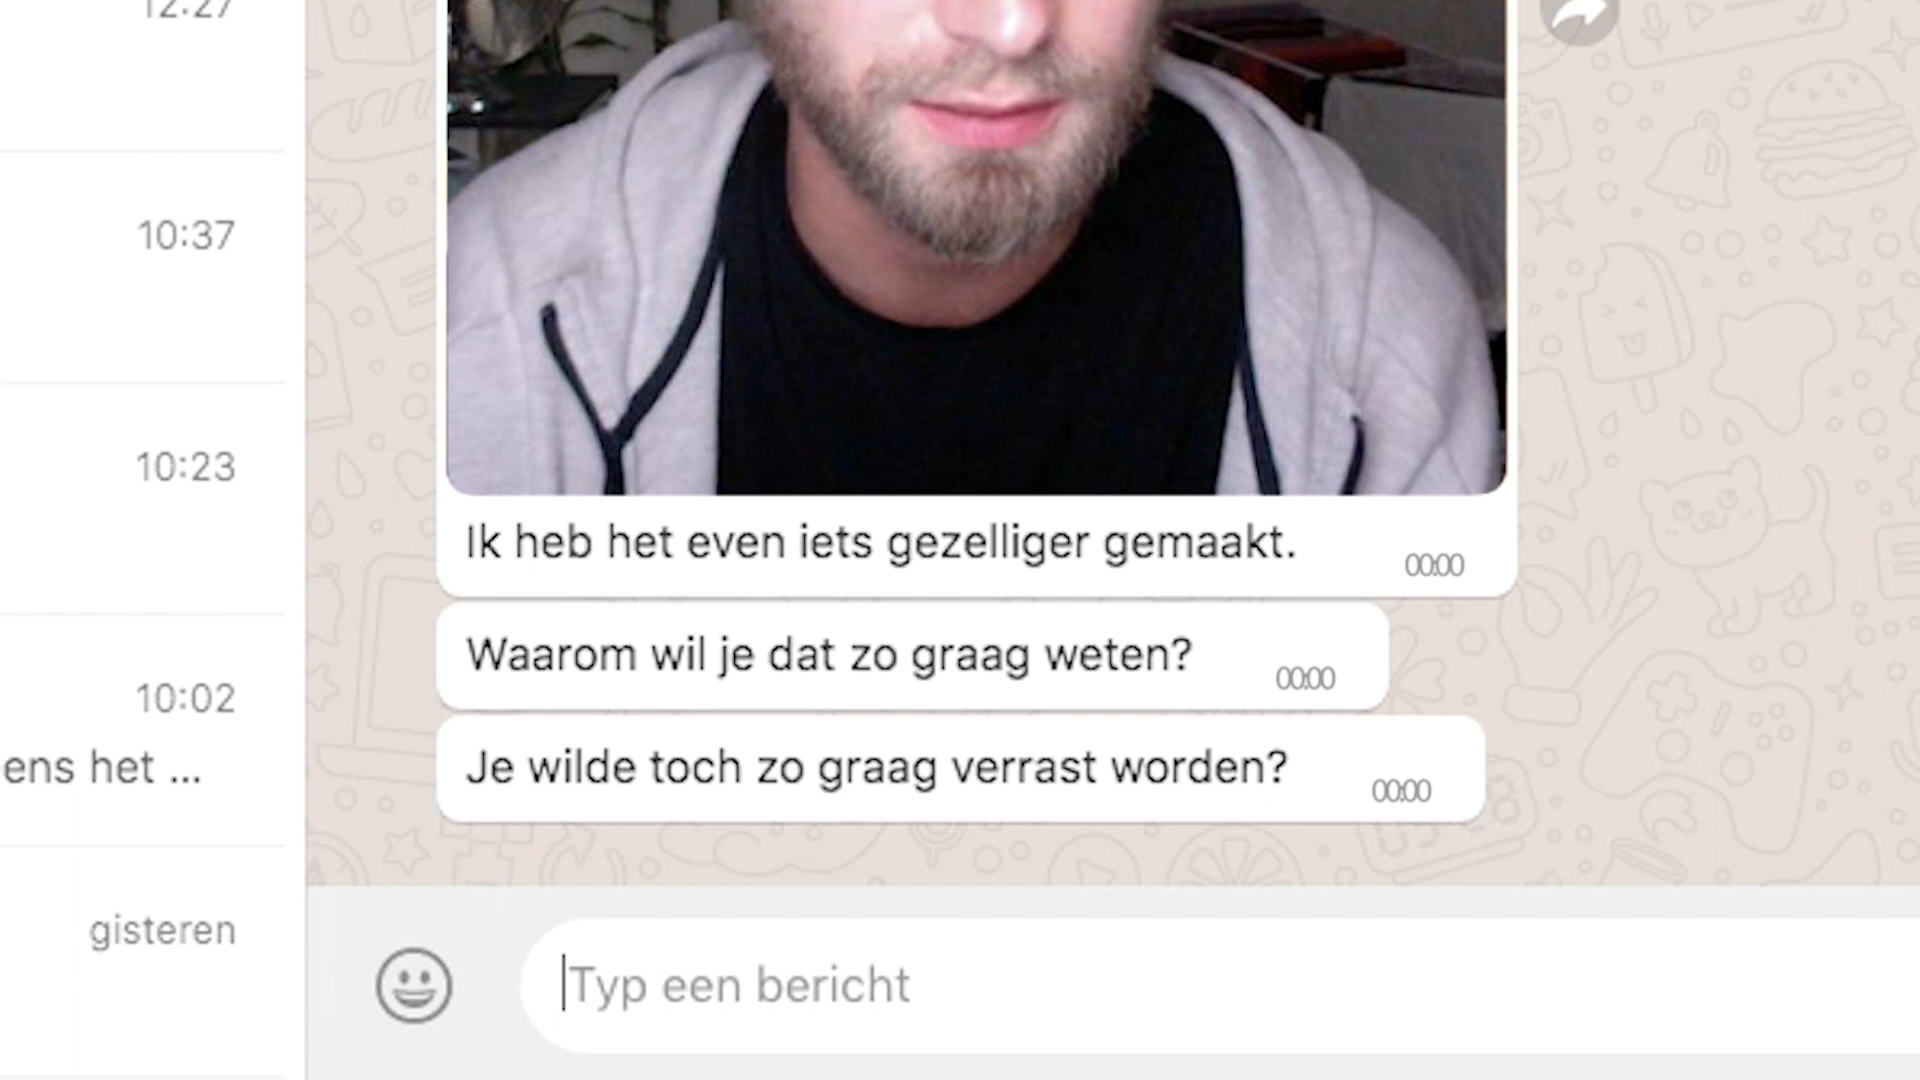 12:27
10:37
10:23
10:02
ens het ...
gisteren
Ik heb het even iets gezelliger gemaakt.
00:00
Waarom wil je dat zo graag weten?
00:00
Je wilde toch zo graag verrast worden?
00:00
Typ een bericht